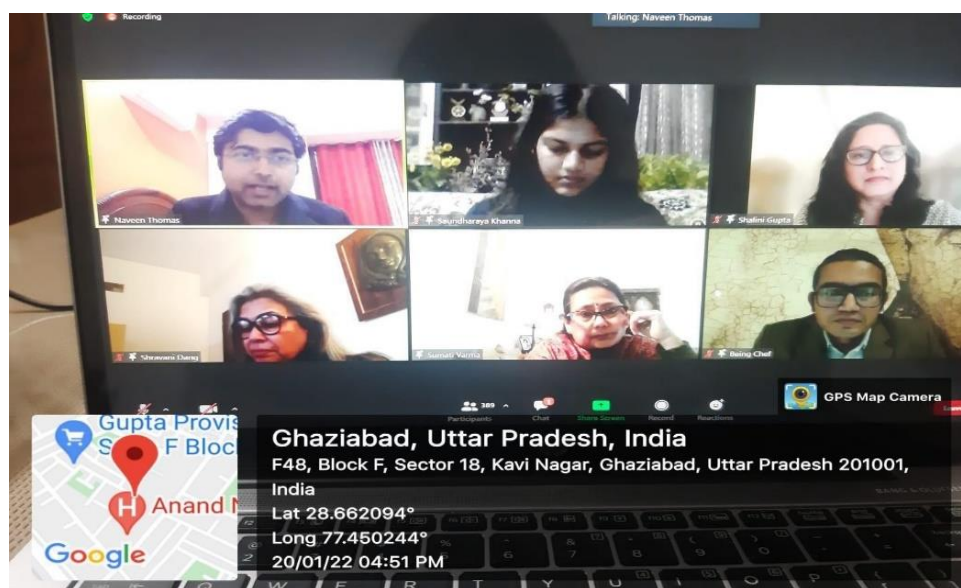 Recording
Talking: Naveen Thomas
Naveen Thomas
Saundharaya Khanna
Shalini Gupta
Shravani Dang
Sumati Varma
Being Chef
389
Participants
Chat
Share Screen
Record
Reactions
GPS Map Camera
Gupta Provis
F Bloc
Anand
Google
Ghaziabad, Uttar Pradesh, India
F48, Block F, Sector 18, Kavi Nagar, Ghaziabad, Uttar Pradesh 201001,
India
Lat 28.662094°
Long 77.450244°
20/01/22 04:51 PM
W E R T Y U I O P